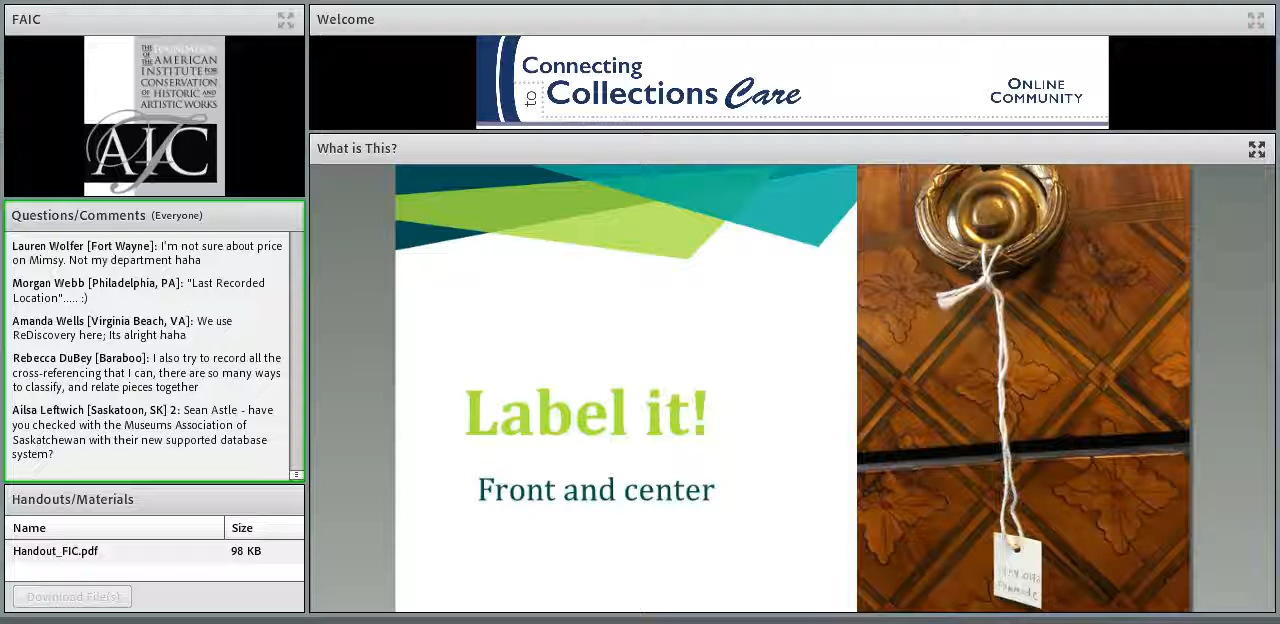 FAIC
THE FOUNDATION
OF THE AMERICAN
INSTITUTE FOR
CONSERVATION
OF HISTORIC AND
ARTISTIC WORKS
AIC
Welcome
Connecting
to Collections Care
ONLINE
COMMUNITY
Questions/Comments (Everyone)
Lauren Wolfer [Fort Wayne]: I'm not sure about price
on Mimsy. Not my department haha
Morgan Webb [Philadelphia, PA]: "Last Recorded
Location"..... :)
Amanda Wells [Virginia Beach, VA]: We use
ReDiscovery here; Its alright haha
Rebecca DuBey [Baraboo]: I also try to record all the
cross-referencing that I can, there are so many ways
to classify, and relate pieces together
Ailsa Leftwich [Saskatoon, SK] 2: Sean Astle - have
you checked with the Museums Association of
Saskatchewan with their new supported database
system?
Handouts/Materials
Name Size
Handout_FIC.pdf 98 KB
Download File(s)
What is This?
Label it!
Front and center